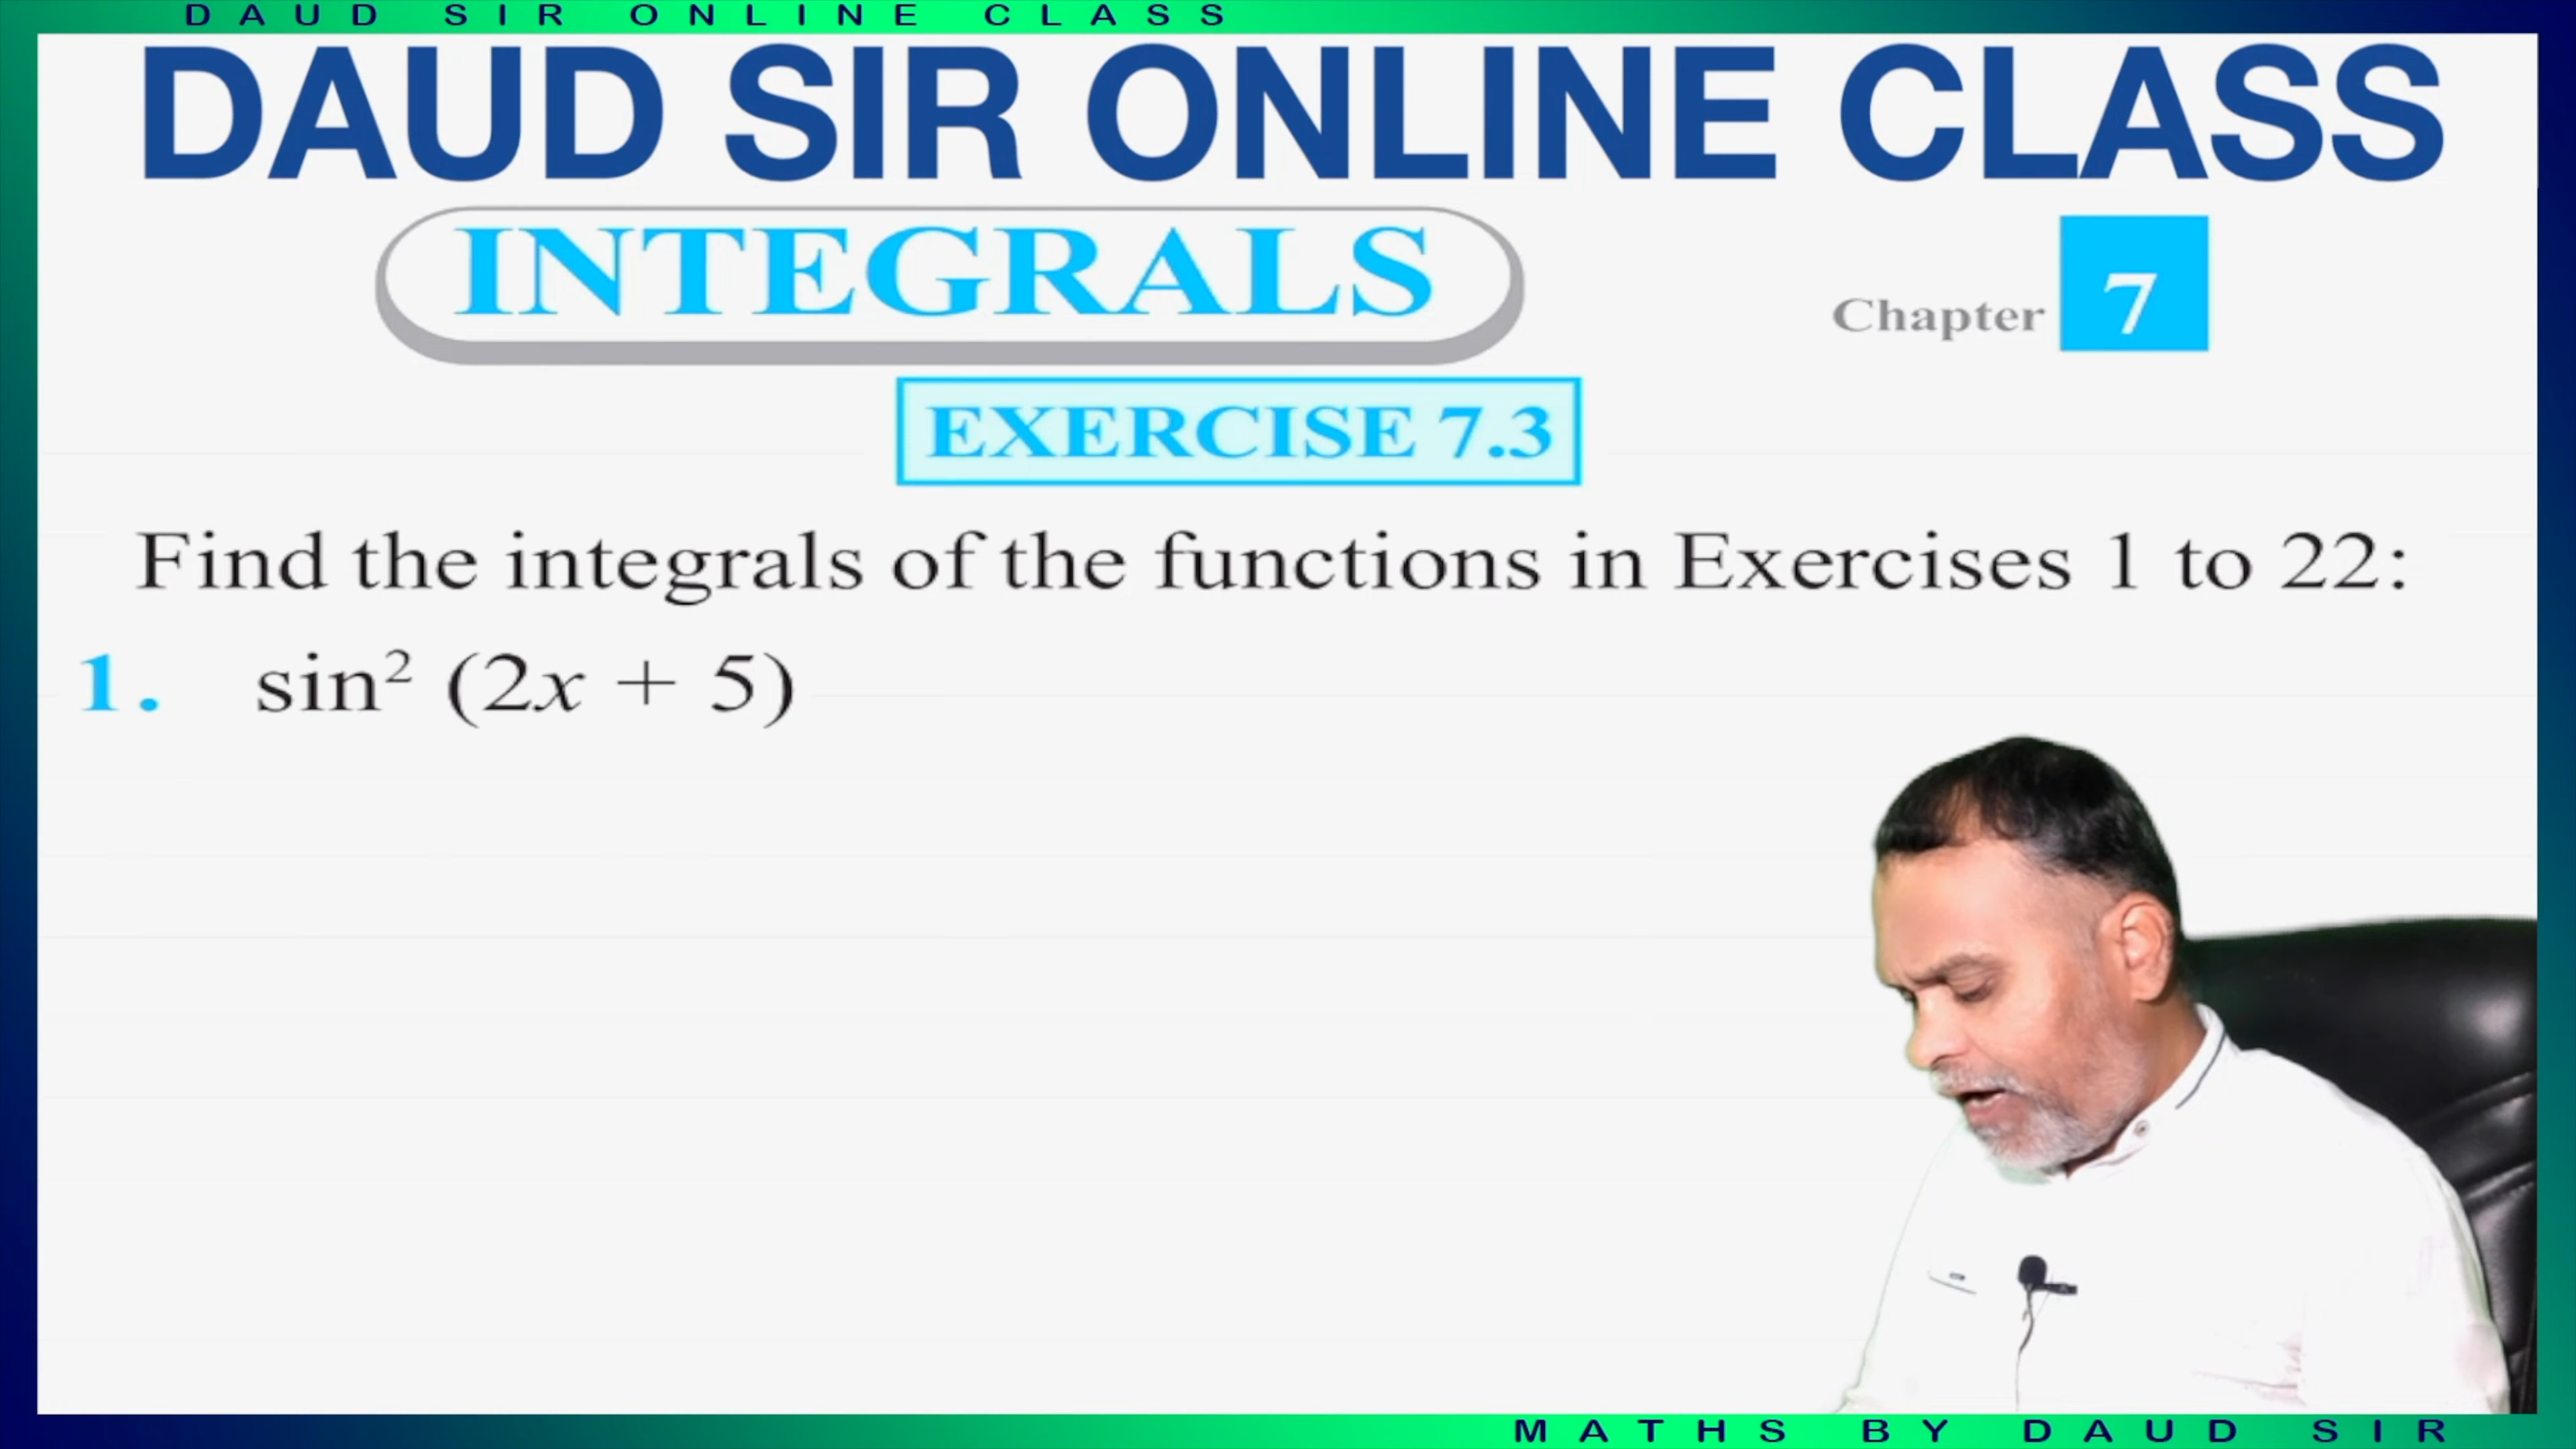 DAUD SIR ONLINE CLASS
DAUD SIR ONLINE CLASS
INTEGRALS
Chapter 7
EXERCISE 7.3
Find the integrals of the functions in Exercises 1 to 22:
1. sin² (2x + 5)
MATHS BY DAUD SIR